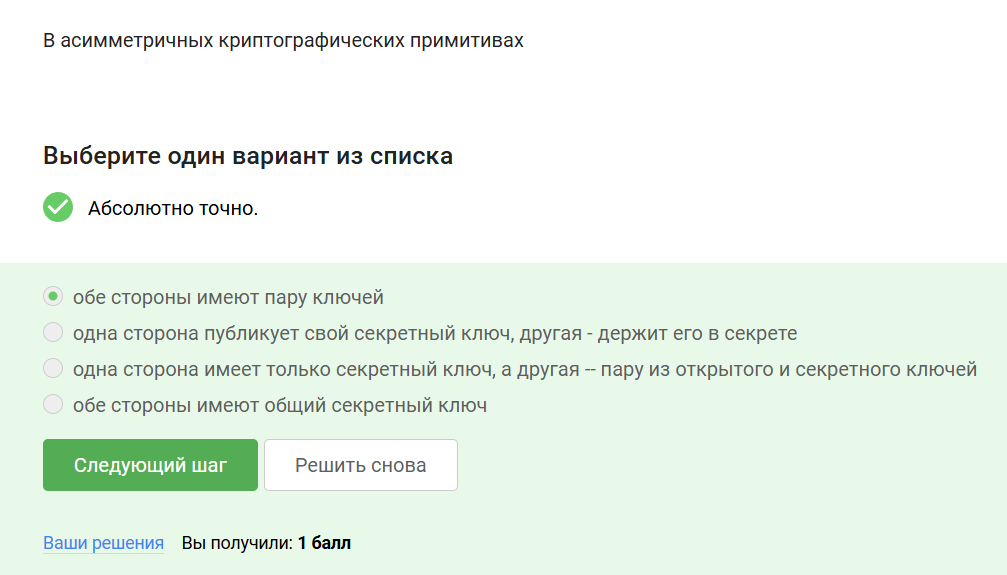 В асимметричных криптографических примитивах
Выберите один вариант из списка
Абсолютно точно.
обе стороны имеют пару ключей
одна сторона публикует свой секретный ключ, другая - держит его в секрете
одна сторона имеет только секретный ключ, а другая -- пару из открытого и секретного ключей
обе стороны имеют общий секретный ключ
Следующий шаг Решить снова
Ваши решения Вы получили: 1 балл